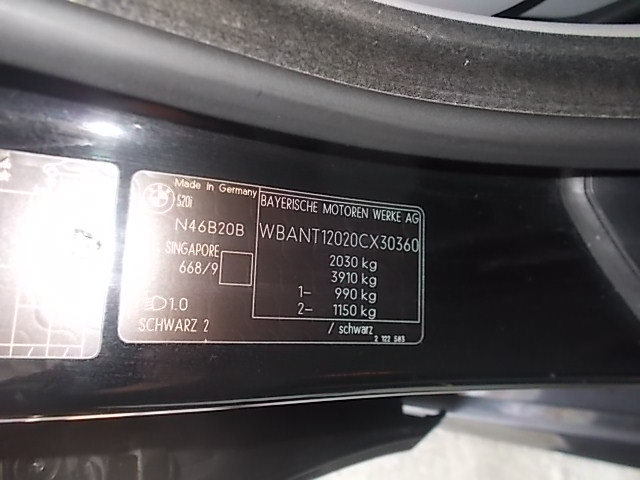 Made in Germany
BMW
520i
N46B20B
SINGAPORE
668/9
1.0
SCHWARZ 2
BAYERISCHE MOTOREN WERKE AG
WBANT12020CX30360
2030 kg
3910 kg
1- 990 kg
2- 1150 kg
/ schwarz
2 122 583